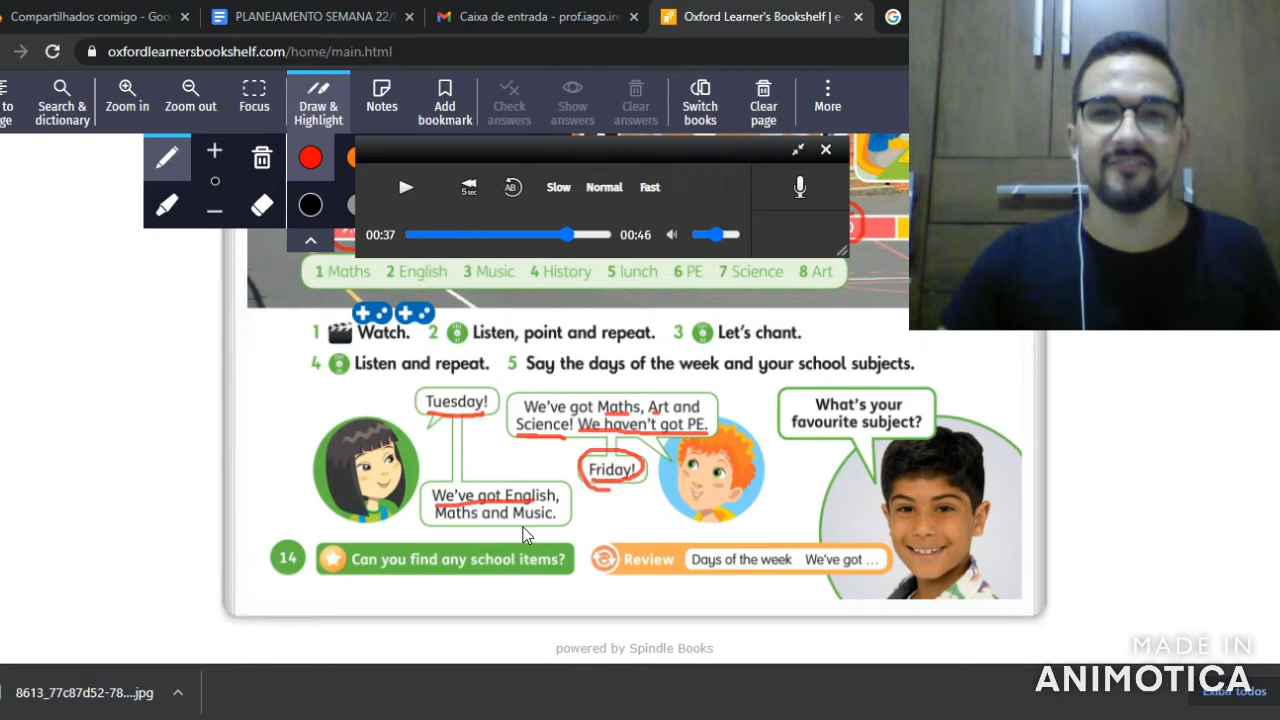 Compartilhados comigo - Goo
PLANEJAMENTO SEMANA 22/
Caixa de entrada - prof.iago.in
Oxford Learner's Bookshelf | e-
oxfordlearnersbookshelf.com/home/main.html
to
ge
Search &
dictionary
Zoom in
Zoom out
Focus
Draw &
Highlight
Notes
Add
bookmark
Check
answers
Show
answers
Clear
answers
Switch
books
Clear
page
More
5 sec
AB
Slow
Normal
Fast
00:37
00:46
1 Maths 2 English 3 Music 4 History 5 lunch 6 PE 7 Science 8 Art
1 Watch. 2 Listen, point and repeat. 3 Let's chant.
4 Listen and repeat. 5 Say the days of the week and your school subjects.
Tuesday!
We've got Maths, Art and
Science! We haven't got PE.
What's your
favourite subject?
Friday!
We've got English,
Maths and Music.
14 Can you find any school items?
Review Days of the week We've got ...
powered by Spindle Books
MADE IN
ANIMOTICA
8613_77c87d52-78....jpg
Exibir todos